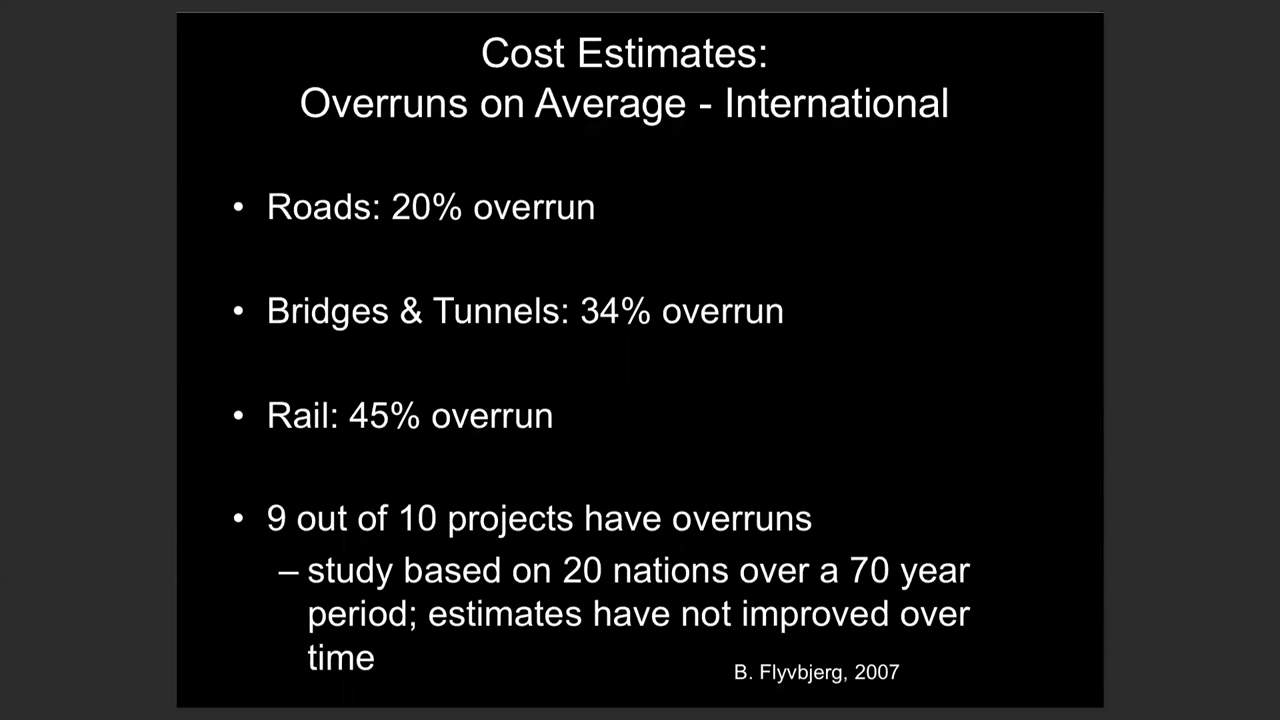 Cost Estimates:
Overruns on Average - International
• Roads: 20% overrun
• Bridges & Tunnels: 34% overrun
• Rail: 45% overrun
• 9 out of 10 projects have overruns
– study based on 20 nations over a 70 year
period; estimates have not improved over
time
B. Flyvbjerg, 2007